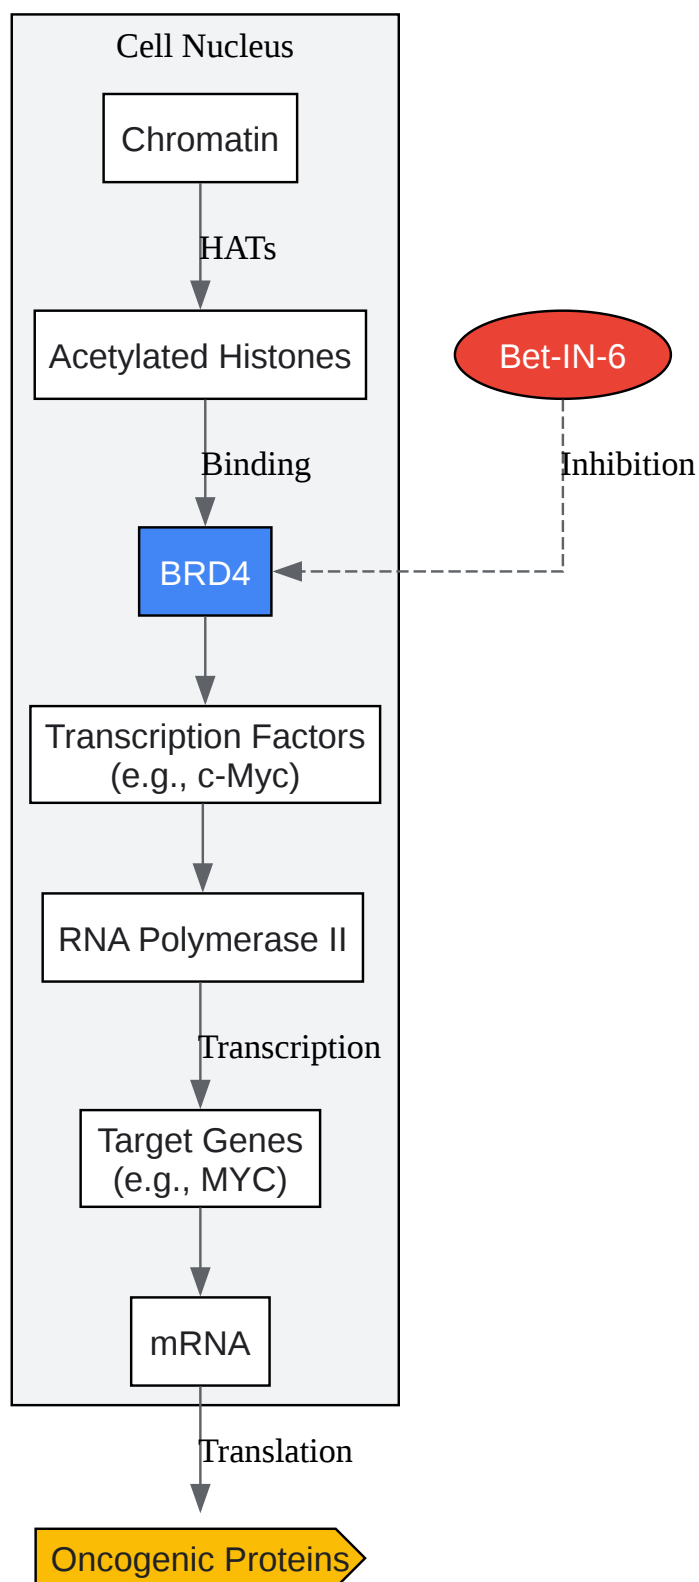 Cell Nucleus
Chromatin
HATs
Acetylated Histones
Bet-IN-6
Binding
Inhibition
BRD4
Transcription Factors
(e.g., c-Myc)
RNA Polymerase II
Transcription
Target Genes
(e.g., MYC)
mRNA
Translation
Oncogenic Proteins